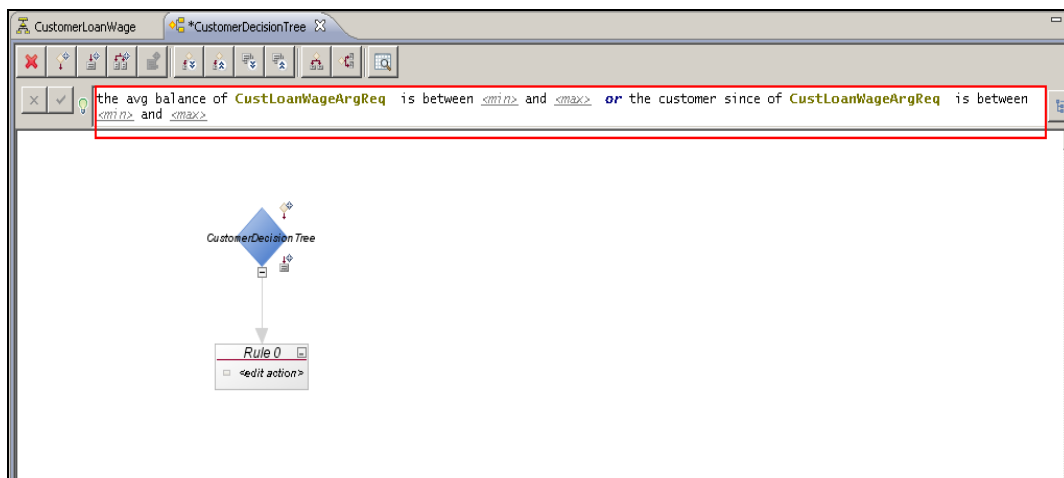 CustomerLoanWage *CustomerDecisionTree
the avg balance of CustLoanWageArgReq is between <min> and <max> or the customer since of CustLoanWageArgReq is between
<min> and <max>
CustomerDecisionTree
Rule 0
<edit action>